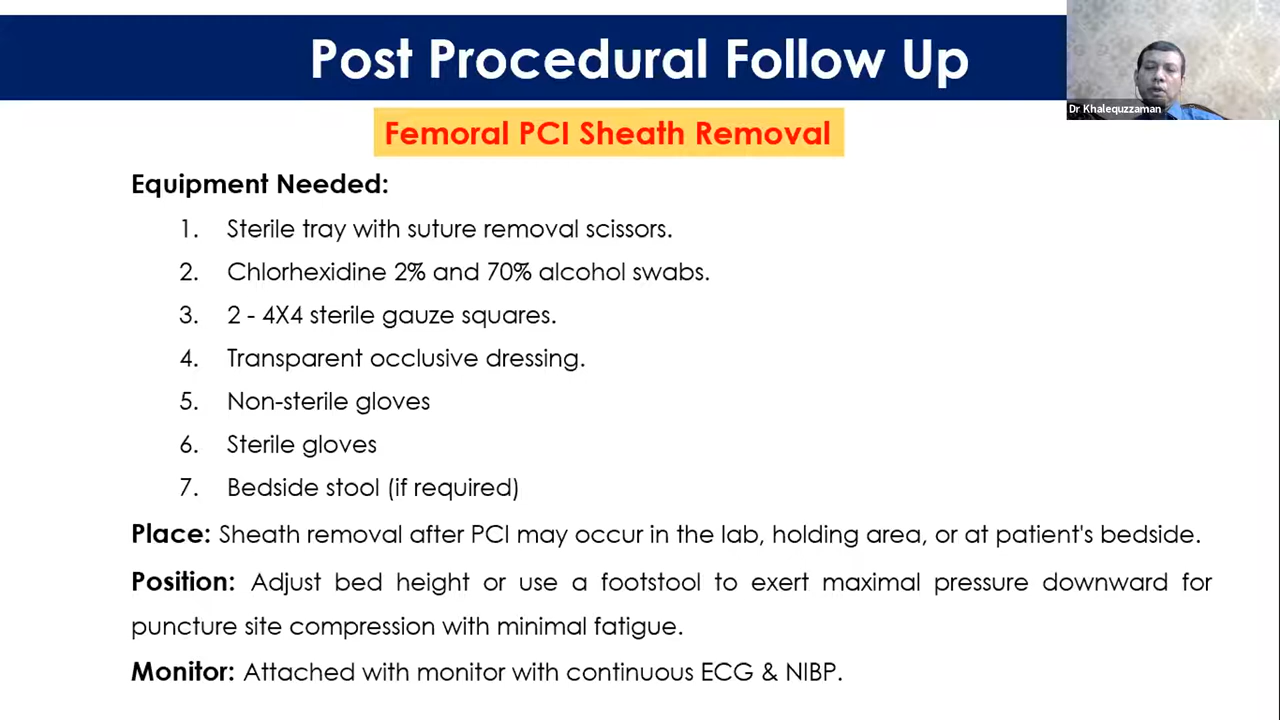 Post Procedural Follow Up
Dr Khalequzzaman
Femoral PCI Sheath Removal
Equipment Needed:
1. Sterile tray with suture removal scissors.
2. Chlorhexidine 2% and 70% alcohol swabs.
3. 2 - 4X4 sterile gauze squares.
4. Transparent occlusive dressing.
5. Non-sterile gloves
6. Sterile gloves
7. Bedside stool (if required)
Place: Sheath removal after PCI may occur in the lab, holding area, or at patient's bedside.
Position: Adjust bed height or use a footstool to exert maximal pressure downward for
puncture site compression with minimal fatigue.
Monitor: Attached with monitor with continuous ECG & NIBP.